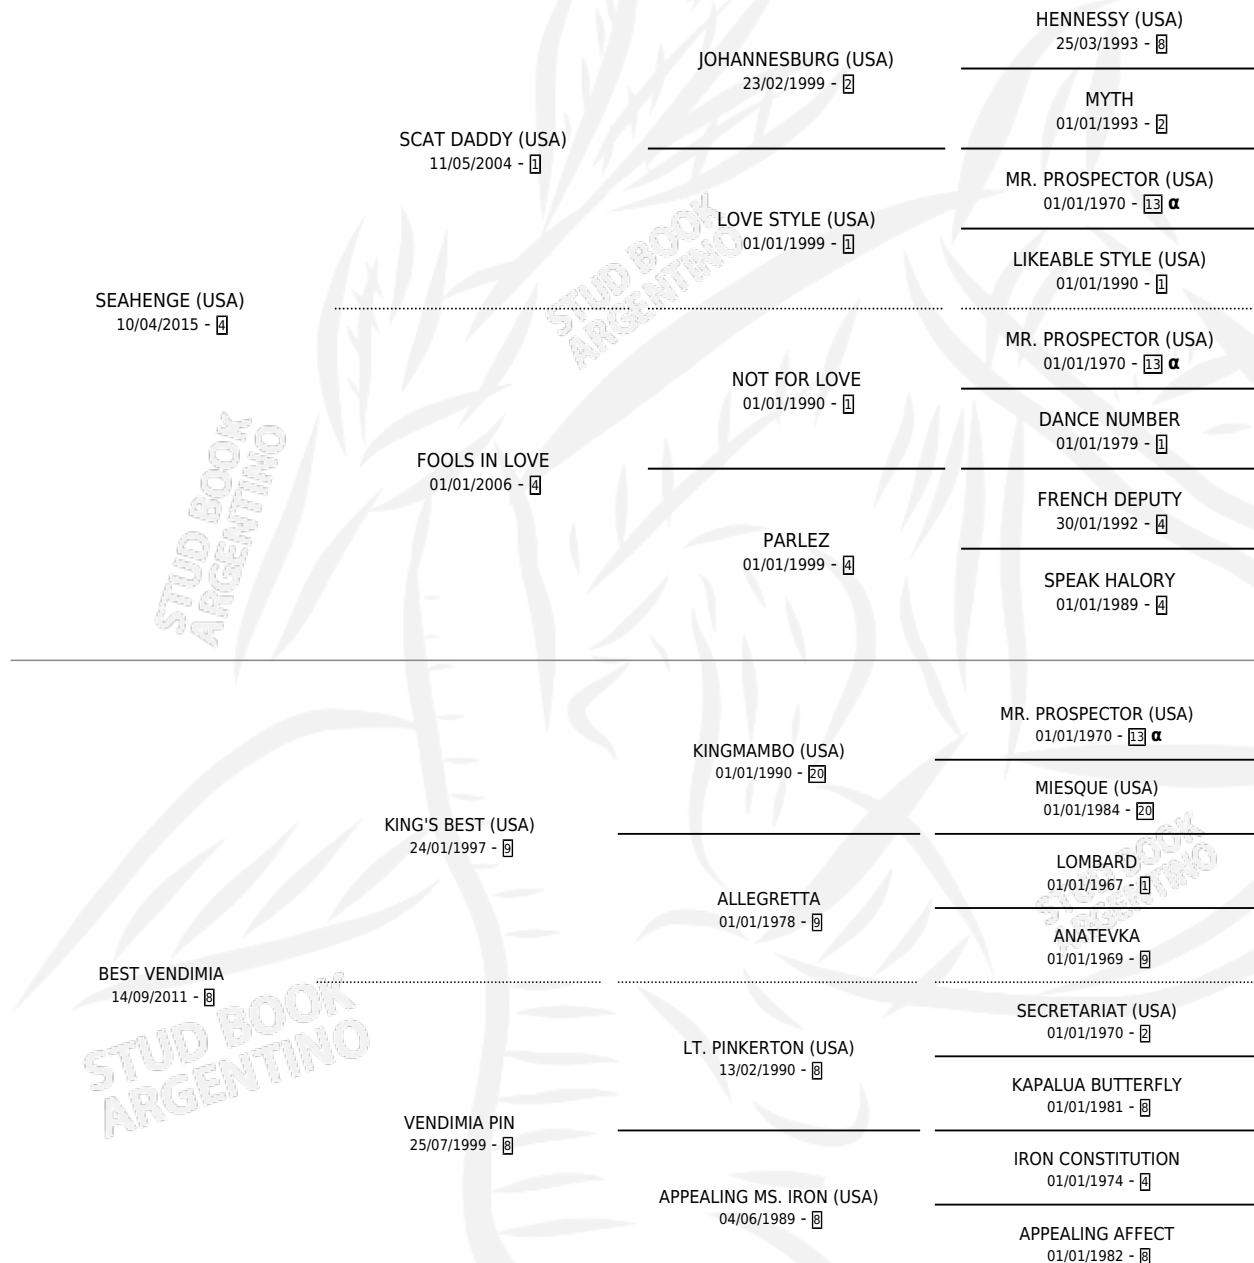 HENNESSY (USA)
25/03/1993 - 8
JOHANNESBURG (USA)
23/02/1999 - 2
MYTH
01/01/1993 - 2
SCAT DADDY (USA)
11/05/2004 - 1
MR. PROSPECTOR (USA)
01/01/1970 - 13 α
LOVE STYLE (USA)
01/01/1999 - 1
LIKEABLE STYLE (USA)
01/01/1990 - 1
SEAHENGE (USA)
10/04/2015 - 4
MR. PROSPECTOR (USA)
01/01/1970 - 13 α
NOT FOR LOVE
01/01/1990 - 1
DANCE NUMBER
01/01/1979 - 1
FOOLS IN LOVE
01/01/2006 - 4
FRENCH DEPUTY
30/01/1992 - 4
PARLEZ
01/01/1999 - 4
SPEAK HALORY
01/01/1989 - 4
MR. PROSPECTOR (USA)
01/01/1970 - 13 α
KINGMAMBO (USA)
01/01/1990 - 20
MIESQUE (USA)
01/01/1984 - 20
KING'S BEST (USA)
24/01/1997 - 9
LOMBARD
01/01/1967 - 1
ALLEGRETTA
01/01/1978 - 9
ANATEVKA
01/01/1969 - 9
BEST VENDIMIA
14/09/2011 - 8
SECRETARIAT (USA)
01/01/1970 - 2
LT. PINKERTON (USA)
13/02/1990 - 8
KAPALUA BUTTERFLY
01/01/1981 - 8
VENDIMIA PIN
25/07/1999 - 8
IRON CONSTITUTION
01/01/1974 - 4
APPEALING MS. IRON (USA)
04/06/1989 - 8
APPEALING AFFECT
01/01/1982 - 8
STUD BOOK
ARGENTINO
STUD BOOK
ARGENTINO
STUD BOOK
ARGENTINO
STUD BOOK
ARGENTINO